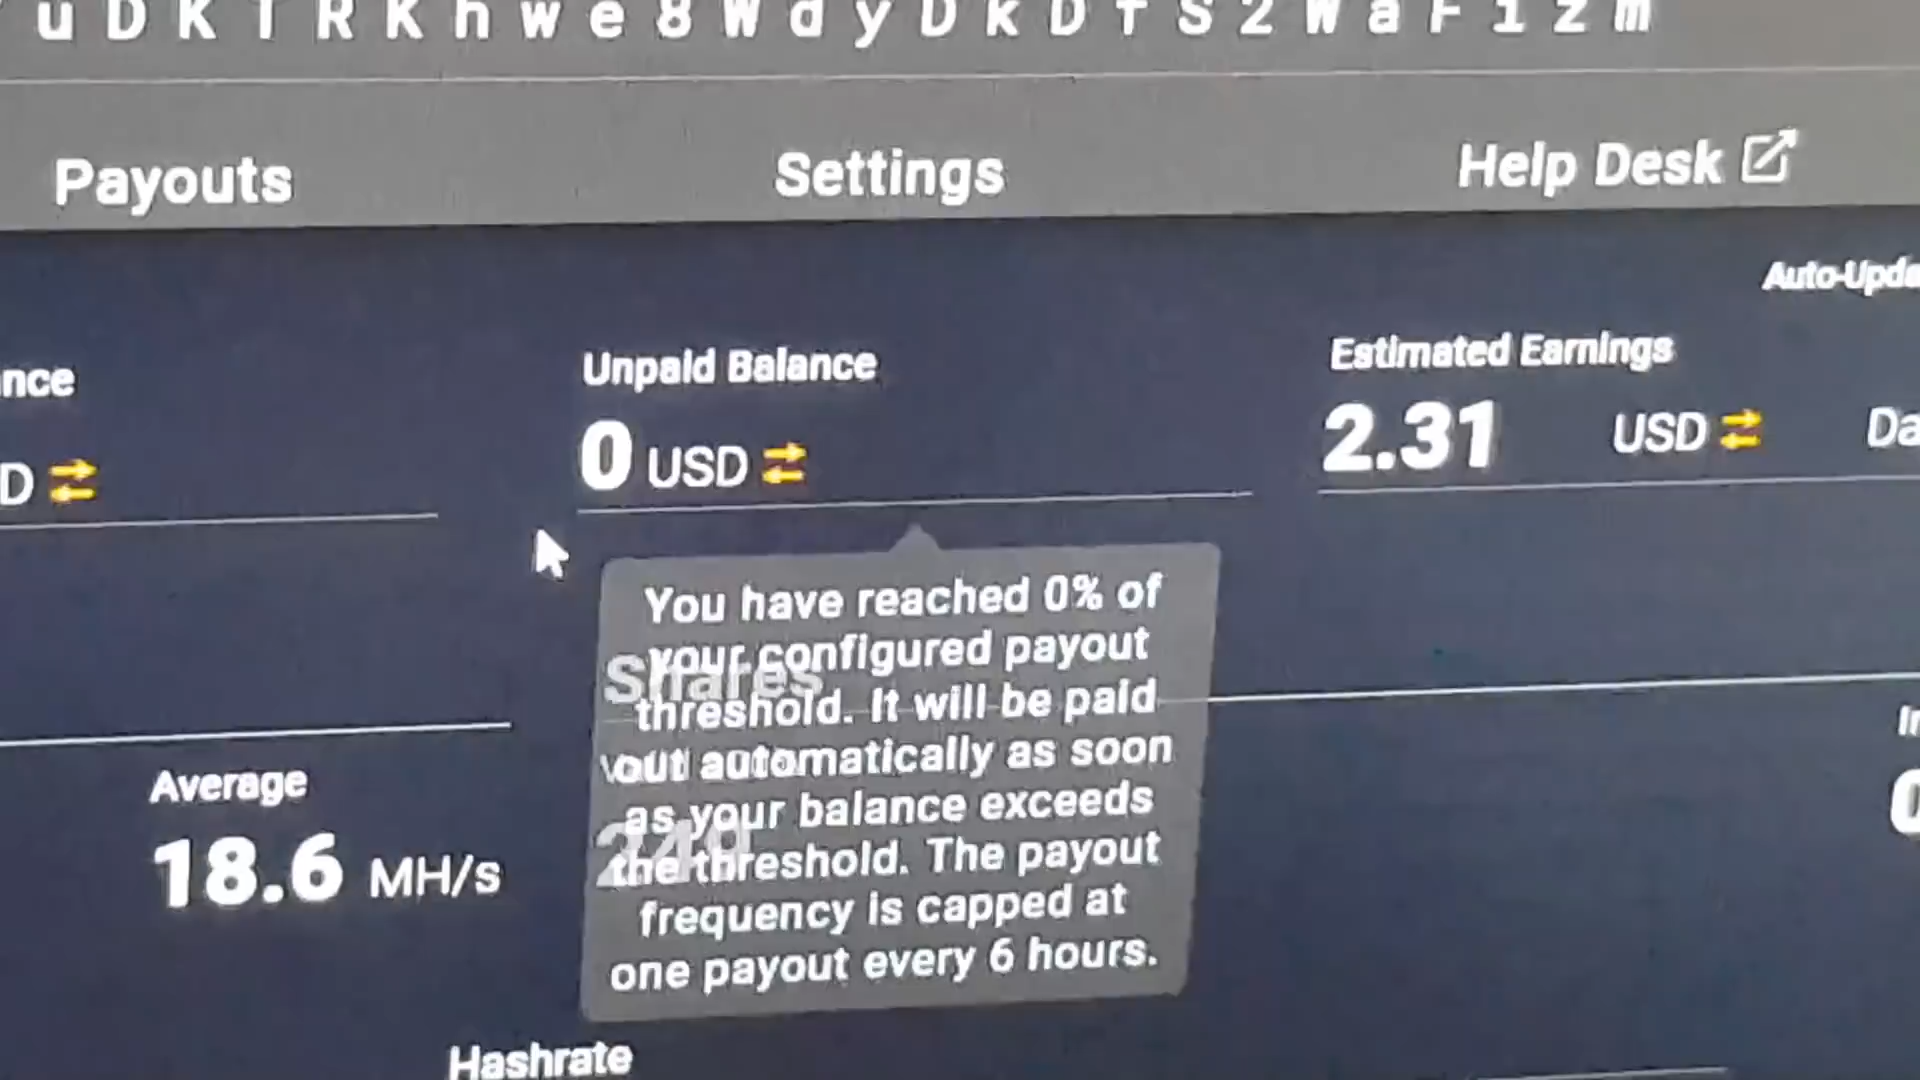 u D K T R K h w e 8 W d y D k D f S 2 W a F i z m
Payouts Settings Help Desk
Auto-Upda
nce Unpaid Balance Estimated Earnings
D 0 USD 2.31 USD Da
You have reached 0% of
your configured payout
Shares
threshold. It will be paid
out automatically as soon
Average as your balance exceeds
249
18.6 MH/s the threshold. The payout
frequency is capped at
one payout every 6 hours.
Hashrate